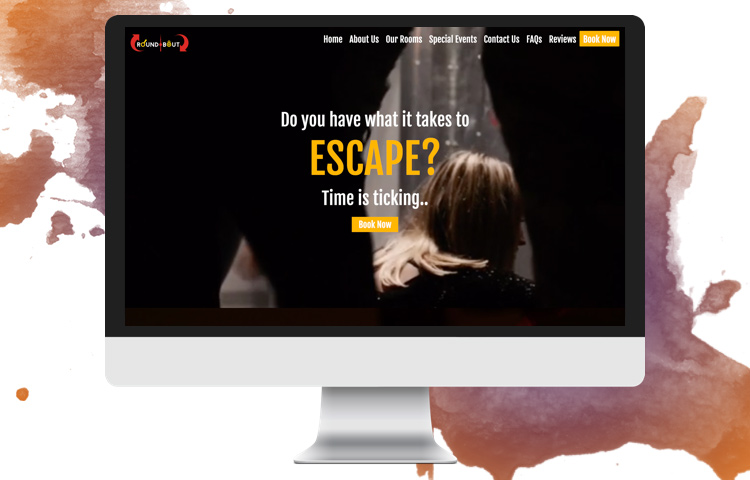 ROUND-ABOUT
Home About Us Our Rooms Special Events Contact Us FAQs Reviews Book Now
Do you have what it takes to
ESCAPE?
Time is ticking..
Book Now